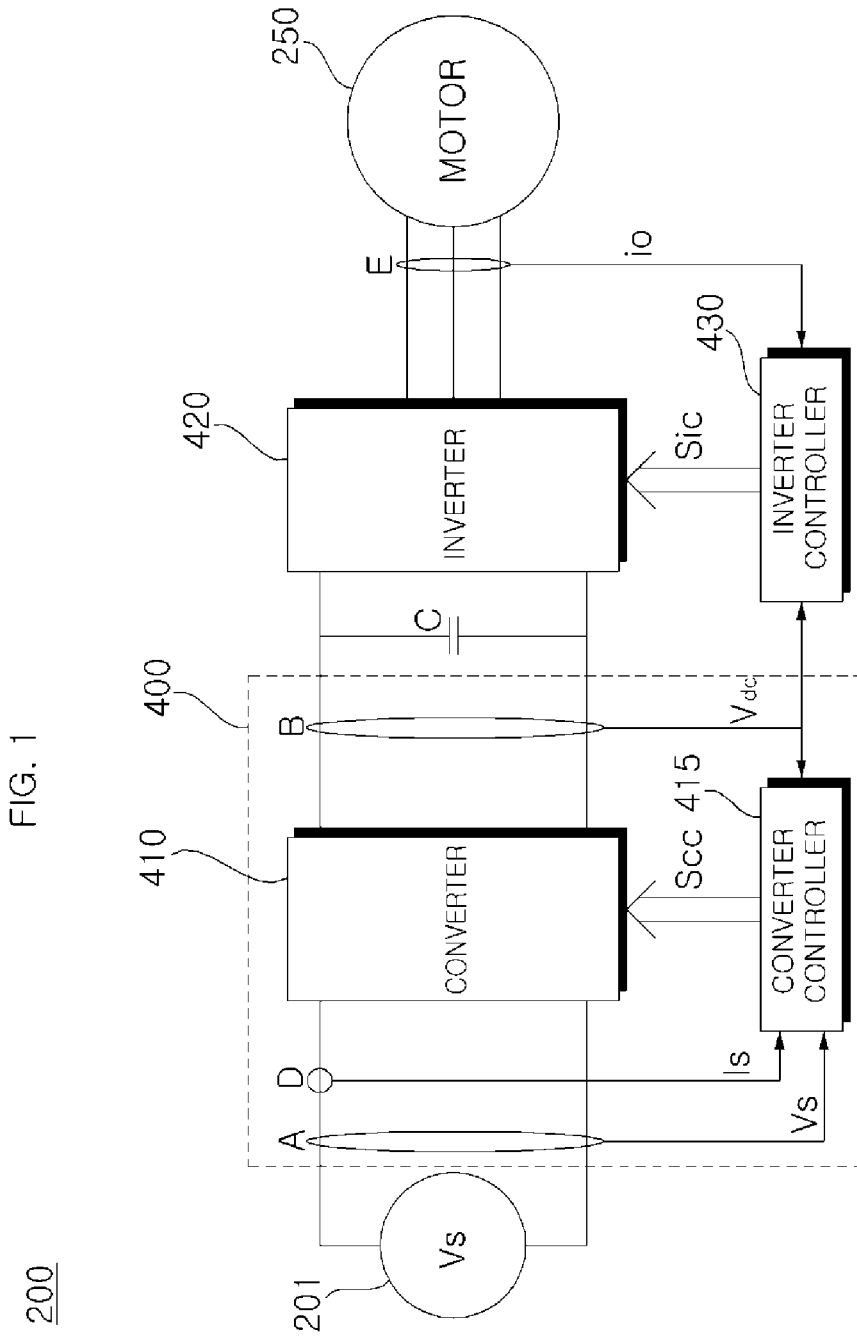 FIG. 1
200
400
410
420
250
A
D
B
C
E
201
Vs
CONVERTER
INVERTER
MOTOR
Is
Vs
Scc
415
Vdc
Sic
430
io
CONVERTER
CONTROLLER
INVERTER
CONTROLLER